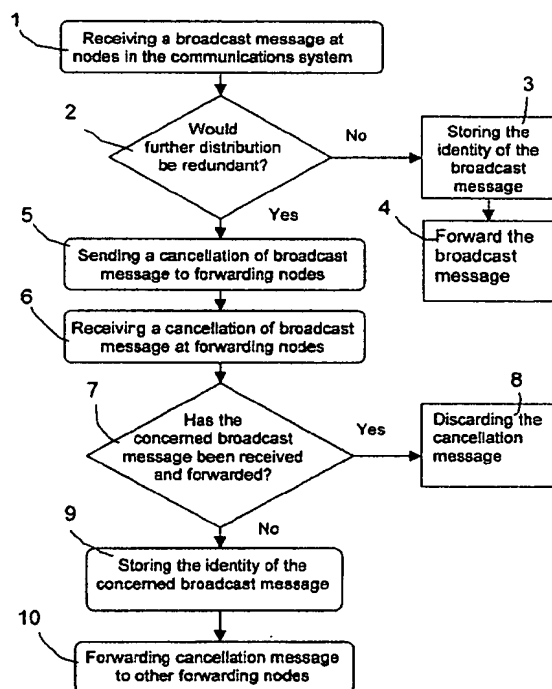 1
Receiving a broadcast message at
nodes in the communications system
2
Would
further distribution
be redundant?
No
3
Storing the
identity of the
broadcast
message
Yes
4
Forward the
broadcast
message
5
Sending a cancellation of broadcast
message to forwarding nodes
6
Receiving a cancellation of broadcast
message at forwarding nodes
7
Has the
concerned broadcast
message been received
and forwarded?
Yes
8
Discarding the
cancellation
message
No
9
Storing the identity of the
concerned broadcast message
10
Forwarding cancellation message
to other forwarding nodes